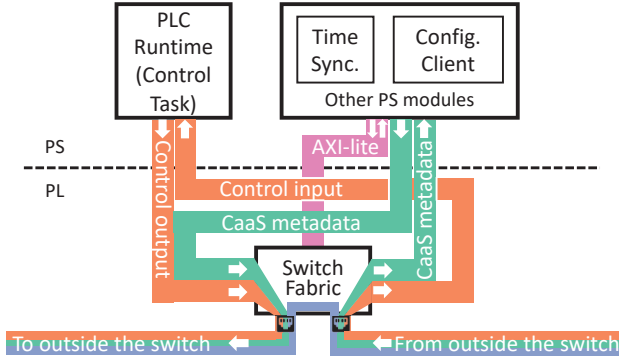 PLC
Runtime
(Control
Task)
Time
Sync.
Config.
Client
Other PS modules
PS
PL
AXI-lite
Control output
Control input
CaaS metadata
CaaS metadata
Switch
Fabric
To outside the switch
From outside the switch